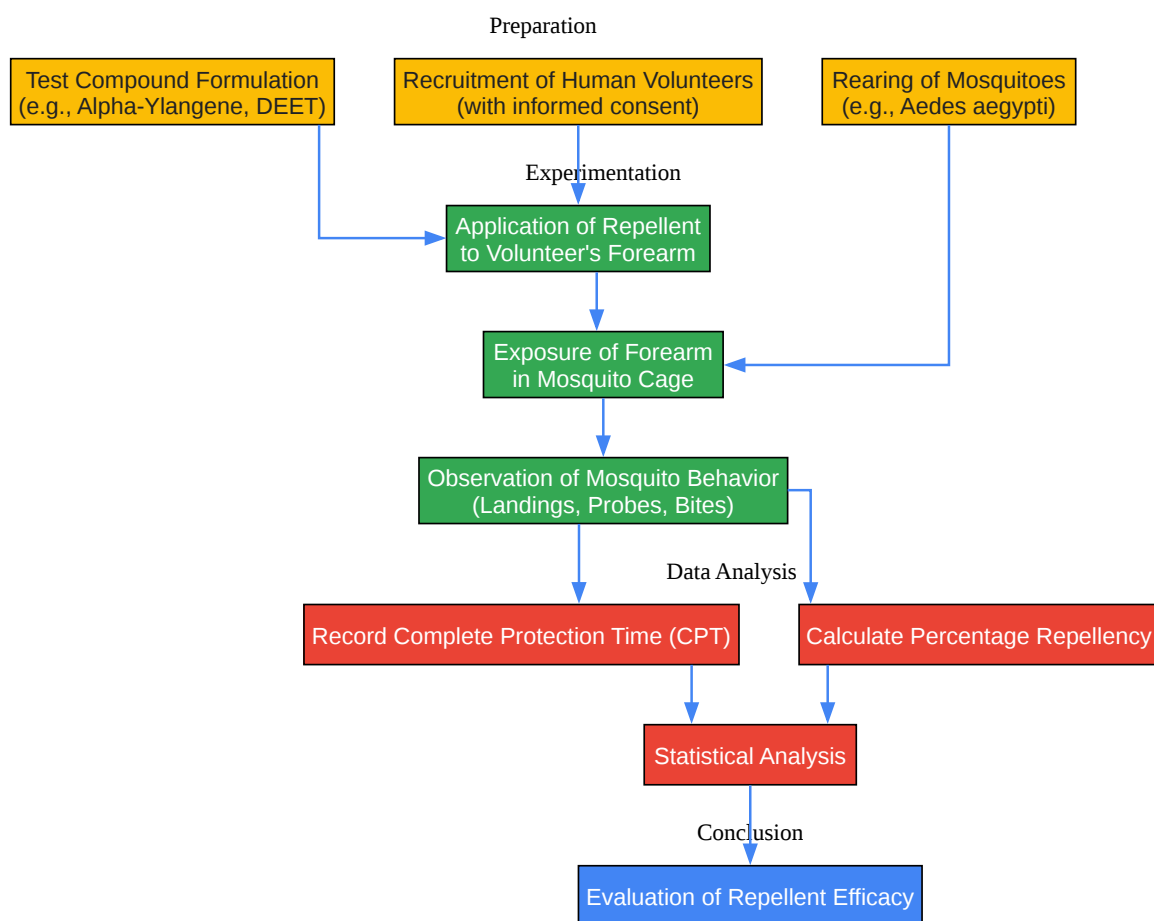 Preparation
Test Compound Formulation
(e.g., Alpha-Ylangene, DEET)
Recruitment of Human Volunteers
(with informed consent)
Rearing of Mosquitoes
(e.g., Aedes aegypti)
Experimentation
Application of Repellent
to Volunteer's Forearm
Exposure of Forearm
in Mosquito Cage
Observation of Mosquito Behavior
(Landings, Probes, Bites)
Data Analysis
Record Complete Protection Time (CPT)
Calculate Percentage Repellency
Statistical Analysis
Conclusion
Evaluation of Repellent Efficacy